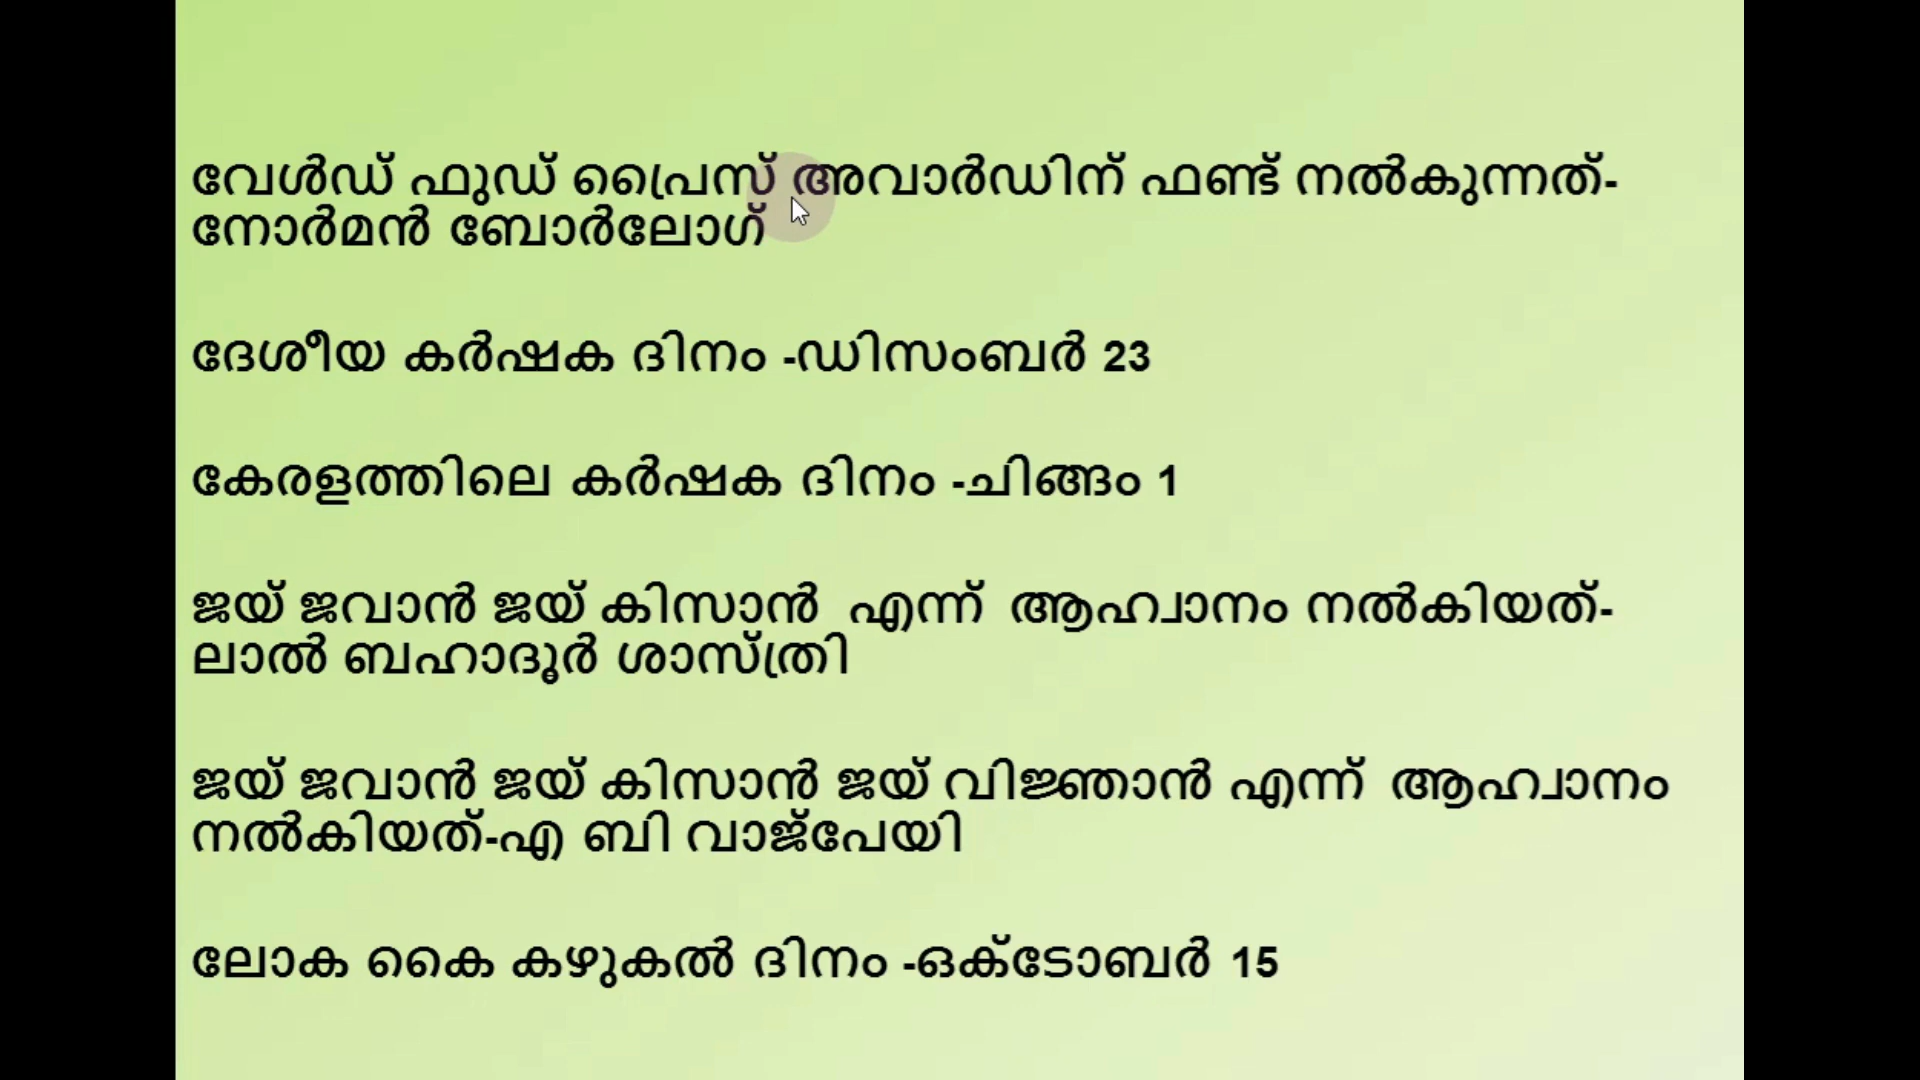 വേൾഡ് ഫുഡ് പ്രൈസ് അവാർഡിന് ഫണ്ട് നൽകുന്നത്-
നോർമൻ ബോർലോഗ്
ദേശീയ കർഷക ദിനം -ഡിസംബർ 23
കേരളത്തിലെ കർഷക ദിനം -ചിങ്ങം 1
ജയ് ജവാൻ ജയ് കിസാൻ എന്ന് ആഹ്വാനം നൽകിയത്-
ലാൽ ബഹാദൂർ ശാസ്ത്രി
ജയ് ജവാൻ ജയ് കിസാൻ ജയ് വിജ്ഞാൻ എന്ന് ആഹ്വാനം
നൽകിയത്-എ ബി വാജ്പേയി
ലോക കൈ കഴുകൽ ദിനം -ഒക്ടോബർ 15